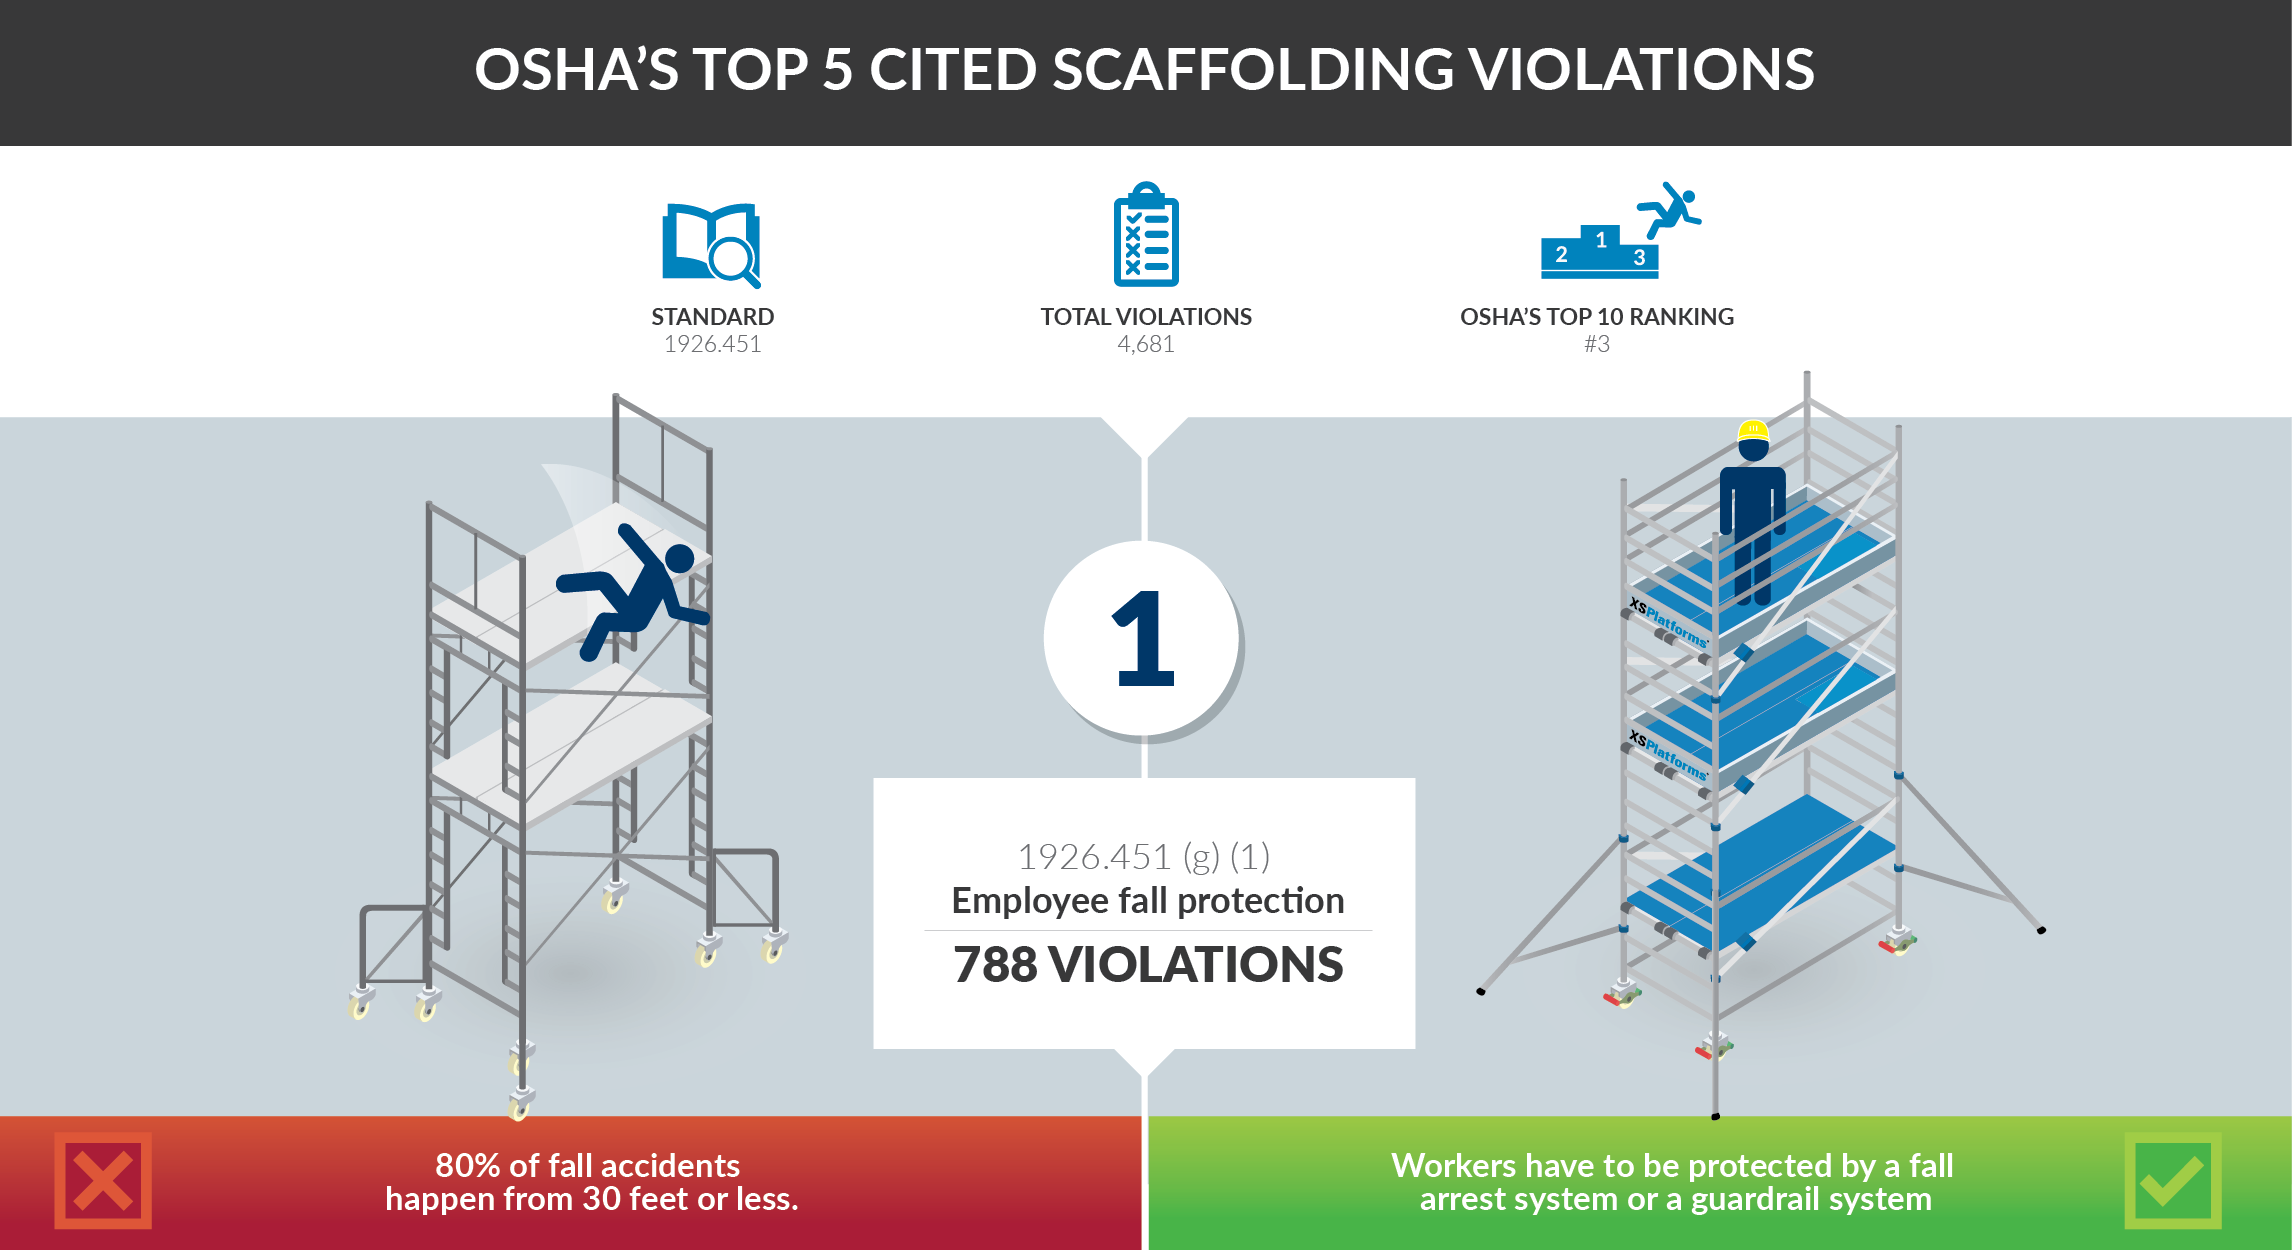 OSHA’S TOP 5 CITED SCAFFOLDING VIOLATIONS
2
1
3
STANDARD
1926.451
TOTAL VIOLATIONS
4,681
OSHA’S TOP 10 RANKING
#3
1
XSPlatforms
XSPlatforms
1926.451 (g) (1)
Employee fall protection
788 VIOLATIONS
80% of fall accidents
happen from 30 feet or less.
Workers have to be protected by a fall
arrest system or a guardrail system